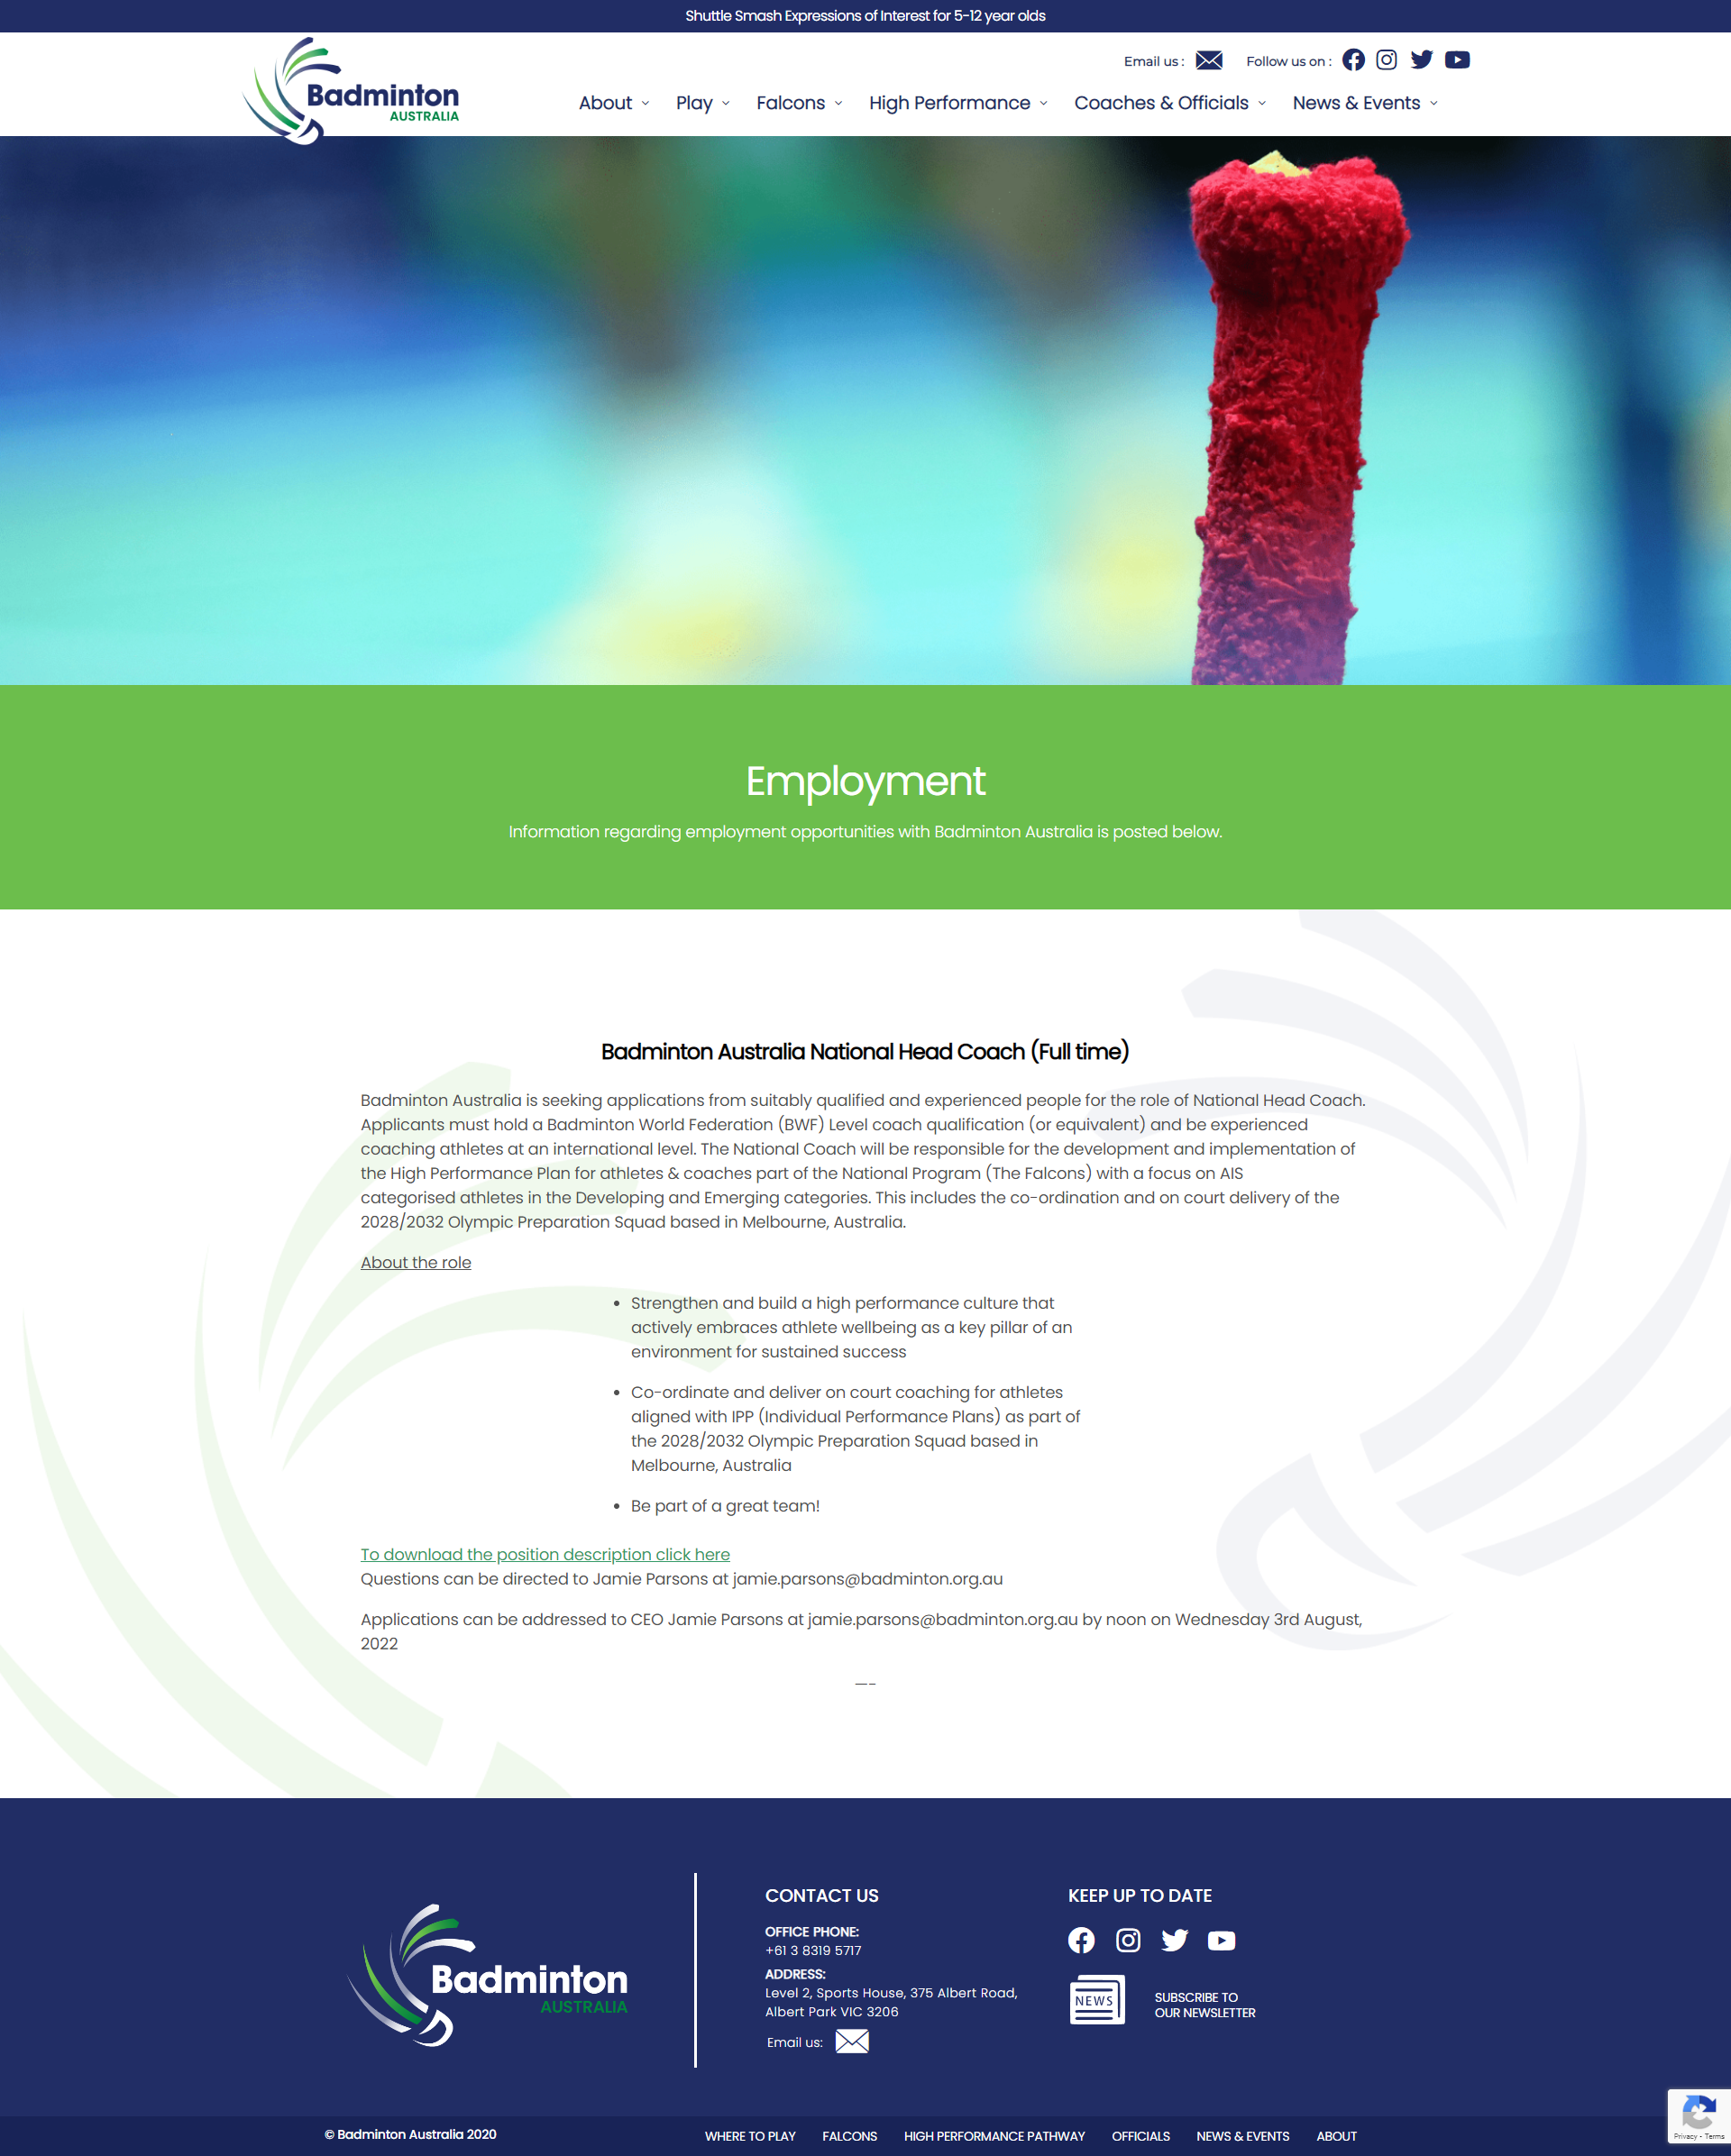 Shuttle Smash Expressions of Interest for 5-12 year olds
Email us :
Follow us on :
Badminton
AUSTRALIA
About
Play
Falcons
High Performance
Coaches & Officials
News & Events
Employment
Information regarding employment opportunities with Badminton Australia is posted below.
Badminton Australia National Head Coach (Full time)
Badminton Australia is seeking applications from suitably qualified and experienced people for the role of National Head Coach.
Applicants must hold a Badminton World Federation (BWF) Level coach qualification (or equivalent) and be experienced
coaching athletes at an international level. The National Coach will be responsible for the development and implementation of
the High Performance Plan for athletes & coaches part of the National Program (The Falcons) with a focus on AIS
categorised athletes in the Developing and Emerging categories. This includes the co-ordination and on court delivery of the
2028/2032 Olympic Preparation Squad based in Melbourne, Australia.
About the role
• Strengthen and build a high performance culture that
actively embraces athlete wellbeing as a key pillar of an
environment for sustained success
• Co-ordinate and deliver on court coaching for athletes
aligned with IPP (Individual Performance Plans) as part of
the 2028/2032 Olympic Preparation Squad based in
Melbourne, Australia
• Be part of a great team!
To download the position description click here
Questions can be directed to Jamie Parsons at jamie.parsons@badminton.org.au
Applications can be addressed to CEO Jamie Parsons at jamie.parsons@badminton.org.au by noon on Wednesday 3rd August,
2022
—-
Badminton
AUSTRALIA
CONTACT US
OFFICE PHONE:
+61 3 8319 5717
ADDRESS:
Level 2, Sports House, 375 Albert Road,
Albert Park VIC 3206
Email us:
KEEP UP TO DATE
NEWS
SUBSCRIBE TO
OUR NEWSLETTER
© Badminton Australia 2020
WHERE TO PLAY
FALCONS
HIGH PERFORMANCE PATHWAY
OFFICIALS
NEWS & EVENTS
ABOUT
Privacy - Terms